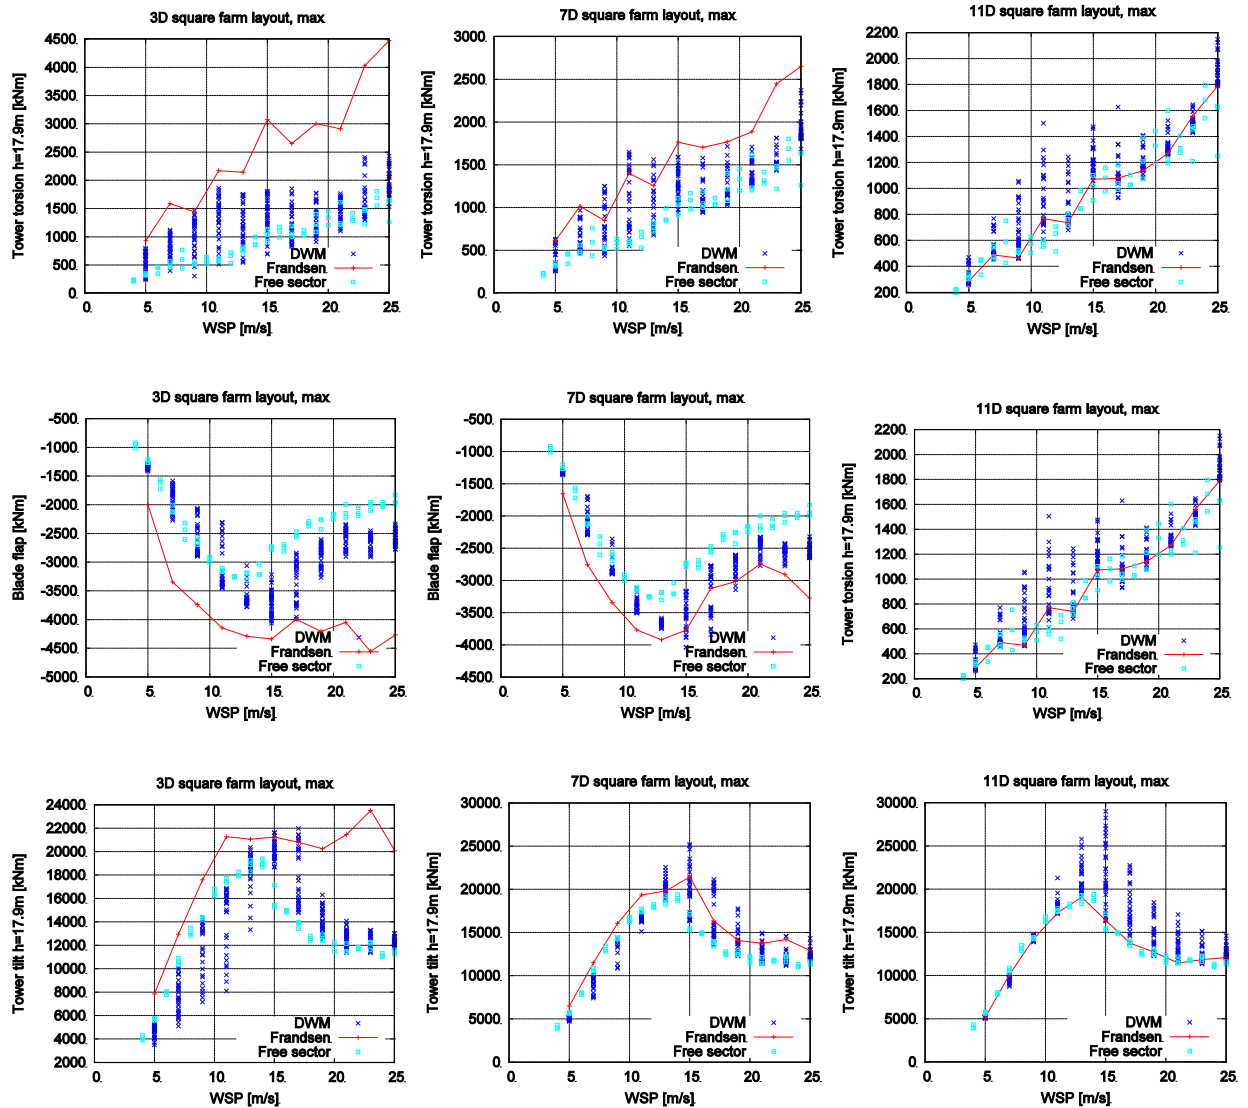 3D square farm layout, max
Tower torsion h=17.9m [kNm]
4500.
4000.
3500.
3000.
2500.
2000.
1500.
1000.
500.
0.
0.
5.
10.
15.
20.
25.
WSP [m/s]
DWM
Frandsen
Free sector
7D square farm layout, max
Tower torsion h=17.9m [kNm]
3000.
2500.
2000.
1500.
1000.
500.
0.
0.
5.
10.
15.
20.
25.
WSP [m/s]
DWM
Frandsen
Free sector
11D square farm layout, max
Tower torsion h=17.9m [kNm]
2200.
2000.
1800.
1600.
1400.
1200.
1000.
800.
600.
400.
200.
0.
5.
10.
15.
20.
25.
WSP [m/s]
DWM
Frandsen
Free sector
3D square farm layout, max
Blade flap [kNm]
-500.
-1000.
-1500.
-2000.
-2500.
-3000.
-3500.
-4000.
-4500.
-5000.
0.
5.
10.
15.
20.
25.
WSP [m/s]
DWM
Frandsen
Free sector
7D square farm layout, max
Blade flap [kNm]
-500.
-1000.
-1500.
-2000.
-2500.
-3000.
-3500.
-4000.
-4500.
0.
5.
10.
15.
20.
25.
WSP [m/s]
DWM
Frandsen
Free sector
11D square farm layout, max
Tower torsion h=17.9m [kNm]
2200.
2000.
1800.
1600.
1400.
1200.
1000.
800.
600.
400.
200.
0.
5.
10.
15.
20.
25.
WSP [m/s]
DWM
Frandsen
Free sector
3D square farm layout, max
Tower tilt h=17.9m [kNm]
24000.
22000.
20000.
18000.
16000.
14000.
12000.
10000.
8000.
6000.
4000.
2000.
0.
5.
10.
15.
20.
25.
WSP [m/s]
DWM
Frandsen
Free sector
7D square farm layout, max
Tower tilt h=17.9m [kNm]
30000.
25000.
20000.
15000.
10000.
5000.
0.
0.
5.
10.
15.
20.
25.
WSP [m/s]
DWM
Frandsen
Free sector
11D square farm layout, max
Tower tilt h=17.9m [kNm]
30000.
25000.
20000.
15000.
10000.
5000.
0.
0.
5.
10.
15.
20.
25.
WSP [m/s]
DWM
Frandsen
Free sector